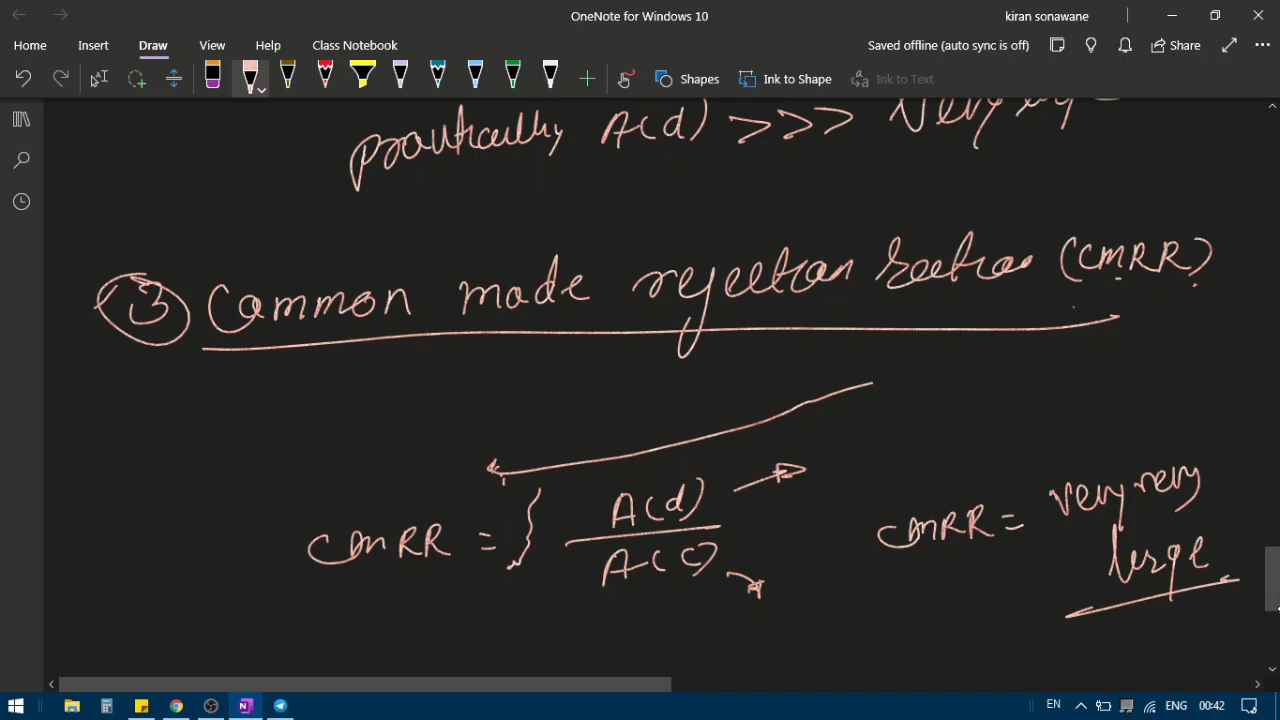 OneNote for Windows 10
kiran sonawane
Home Insert Draw View Help Class Notebook
Saved offline (auto sync is off) Share
Shapes Ink to Shape Ink to Text
practically A(d) >>> Very
3 Common mode rejection ratio (CMRR)
CMRR = } A(d)
A(c)
CMRR = very very
large
EN ENG 00:42